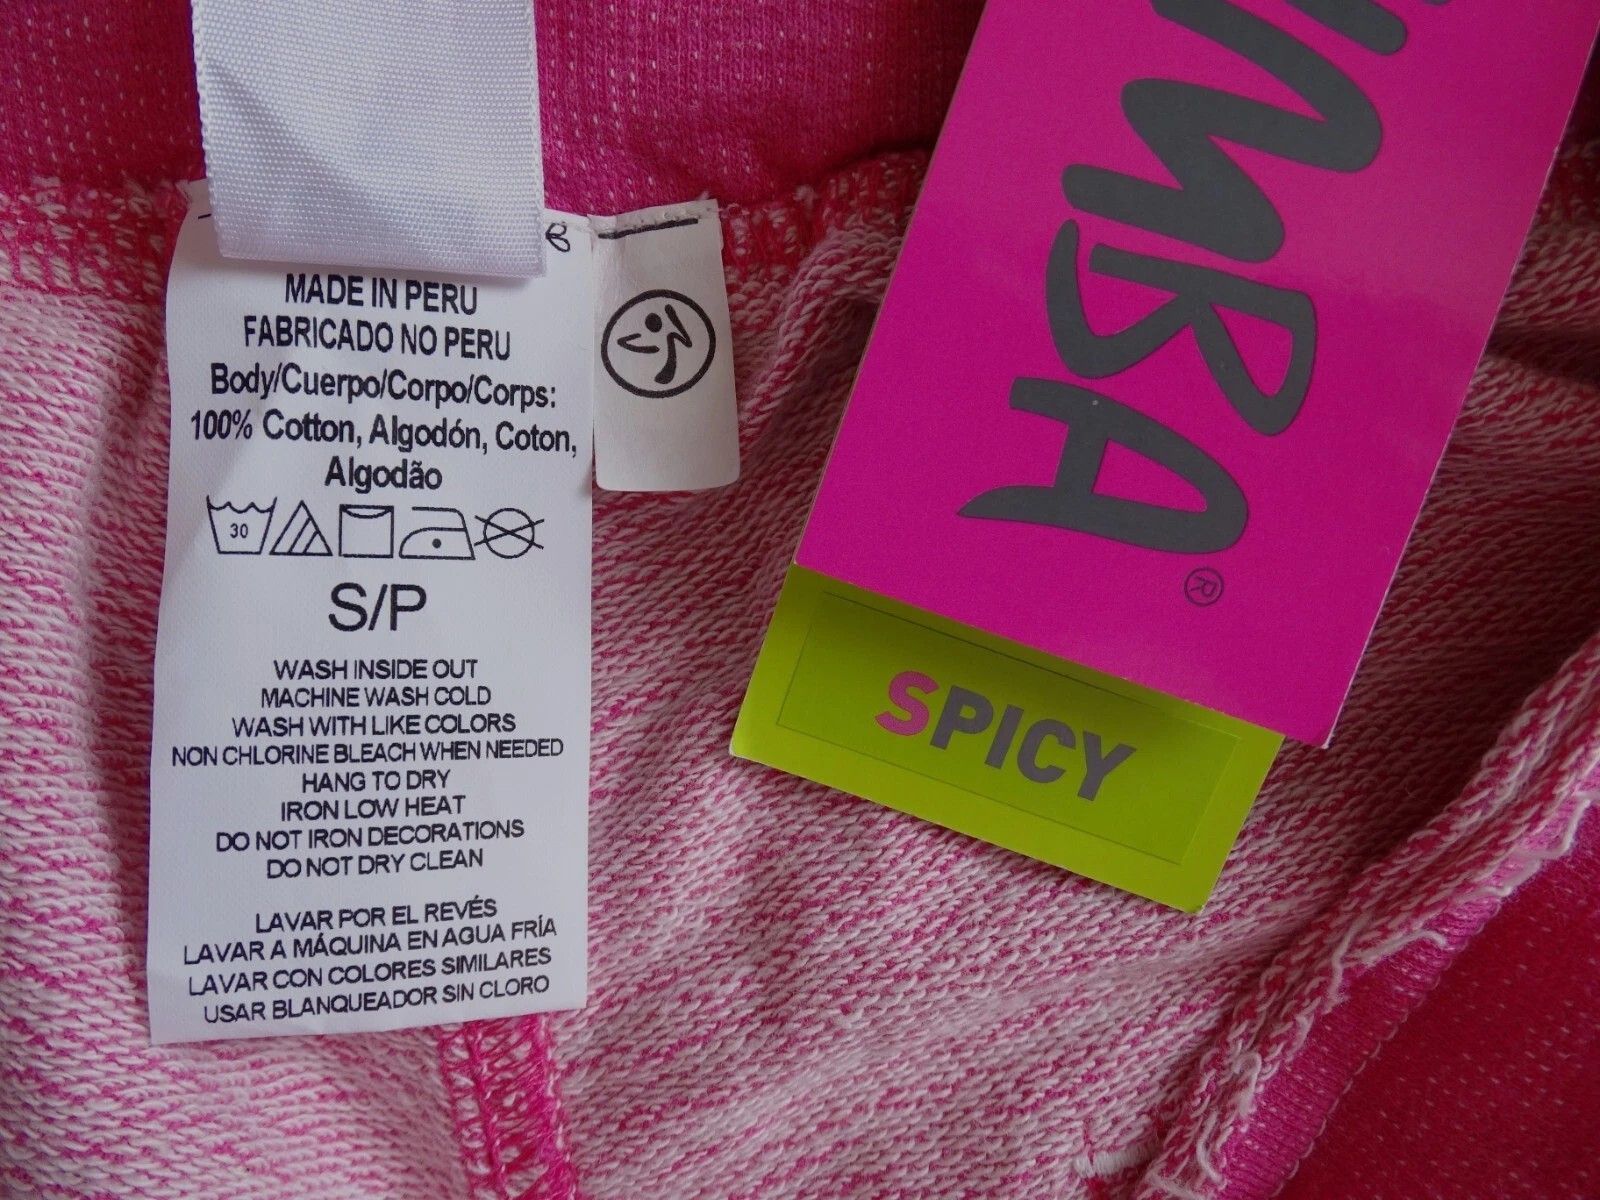 B
MADE IN PERU
FABRICADO NO PERU
Body/Cuerpo/Corpo/Corps:
100% Cotton, Algodón, Coton,
Algodão
30
S/P
WASH INSIDE OUT
MACHINE WASH COLD
WASH WITH LIKE COLORS
NON CHLORINE BLEACH WHEN NEEDED
HANG TO DRY
IRON LOW HEAT
DO NOT IRON DECORATIONS
DO NOT DRY CLEAN
LAVAR POR EL REVÉS
LAVAR A MÁQUINA EN AGUA FRÍA
LAVAR CON COLORES SIMILARES
USAR BLANQUEADOR SIN CLORO
UMBA®
SPICY